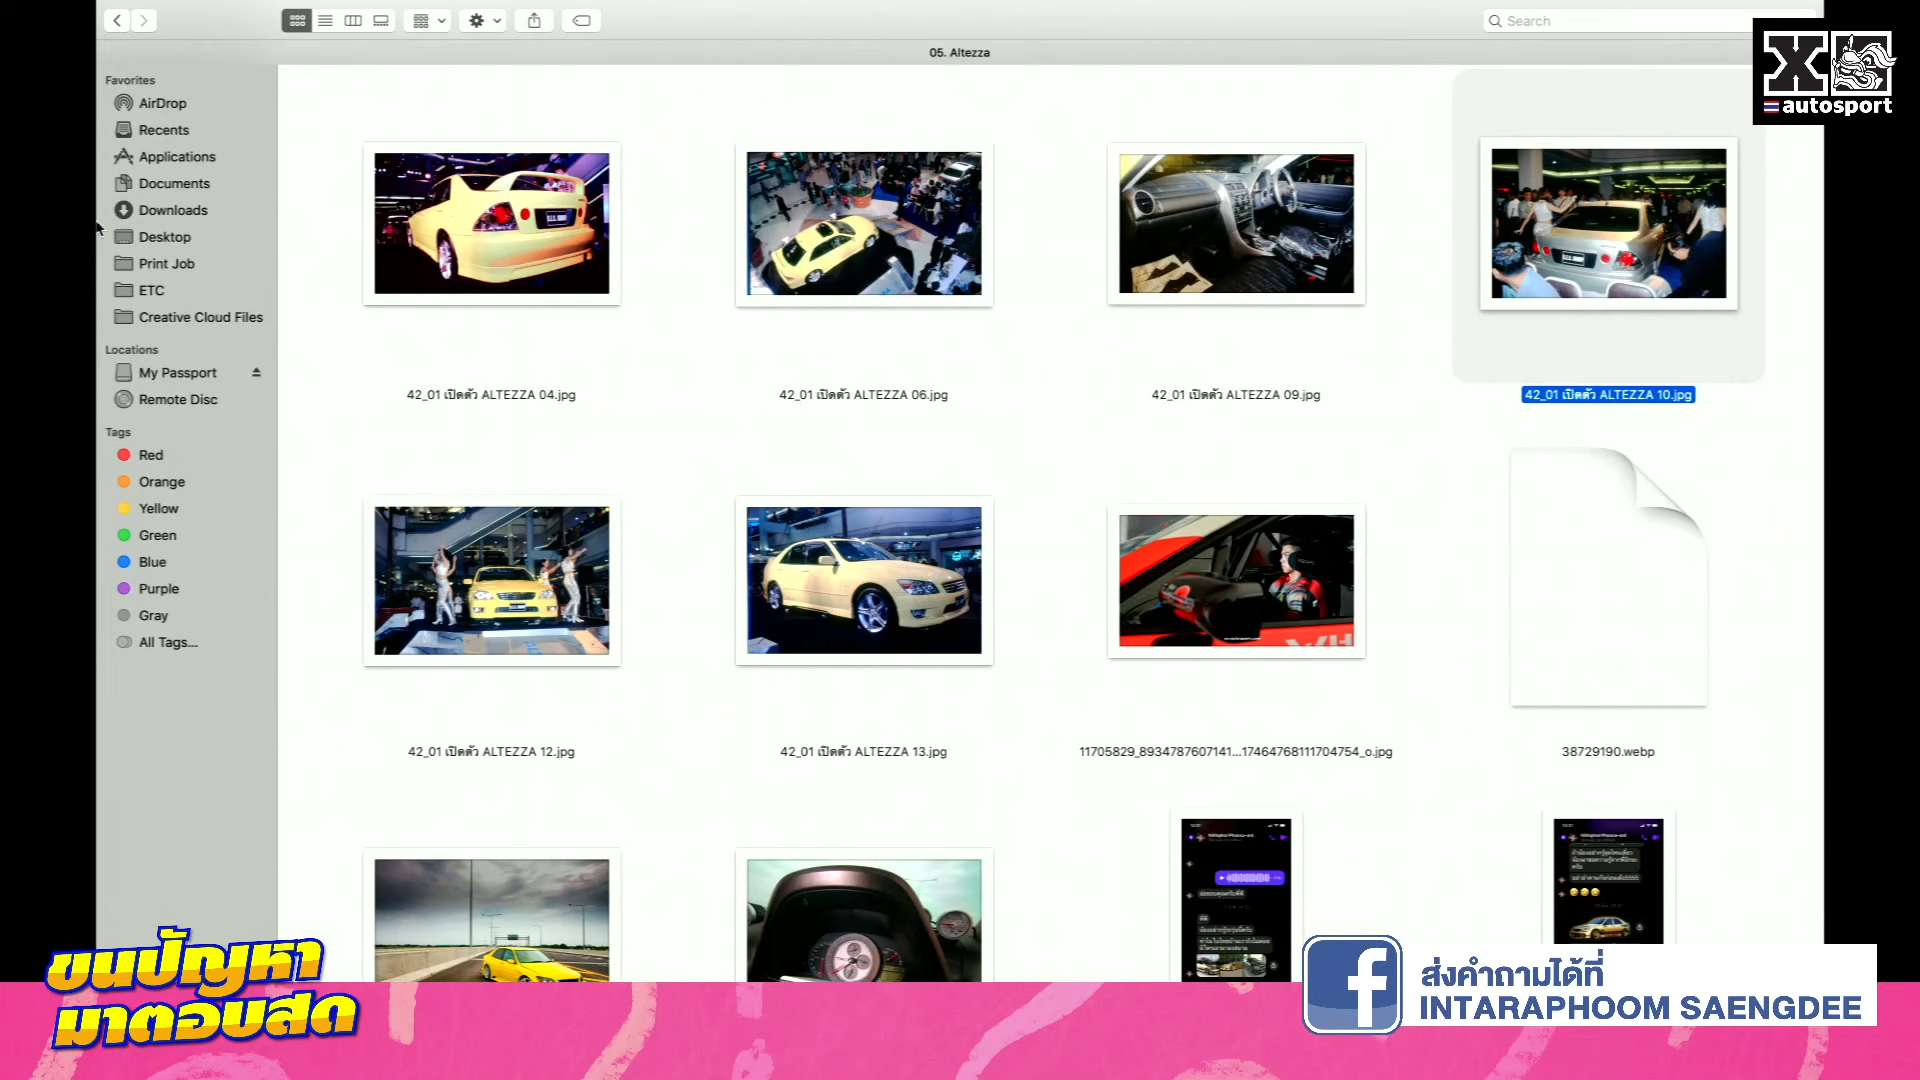 Search
05. Altezza
XO
autosport
Favorites
AirDrop
Recents
Applications
Documents
Downloads
Desktop
Print Job
ETC
Creative Cloud Files
Locations
My Passport
Remote Disc
Tags
Red
Orange
Yellow
Green
Blue
Purple
Gray
All Tags...
42_01 เปิดตัว ALTEZZA 04.jpg
42_01 เปิดตัว ALTEZZA 06.jpg
42_01 เปิดตัว ALTEZZA 09.jpg
42_01 เปิดตัว ALTEZZA 10.jpg
42_01 เปิดตัว ALTEZZA 12.jpg
42_01 เปิดตัว ALTEZZA 13.jpg
11705829_8934787607141...17464768111704754_o.jpg
38729190.webp
ขนปัญหา
มาตอบสด
ส่งคำถามได้ที่
INTARAPHOOM SAENGDEE